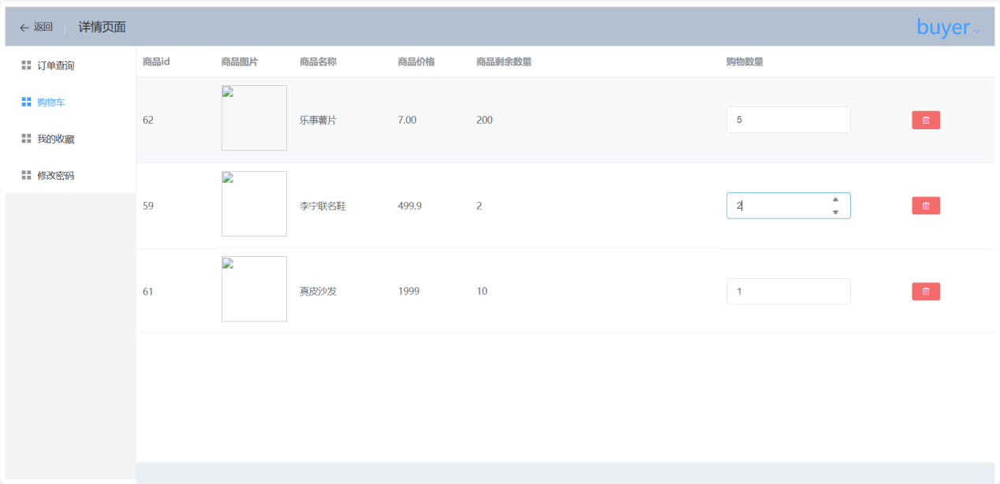 返回 详情页面 buyer
订单查询
购物车
我的收藏
修改密码
商品id 商品图片 商品名称 商品价格 商品剩余数量 购物数量
62 乐事薯片 7.00 200 5
59 李宁联名鞋 499.9 2 2
61 真皮沙发 1999 10 1